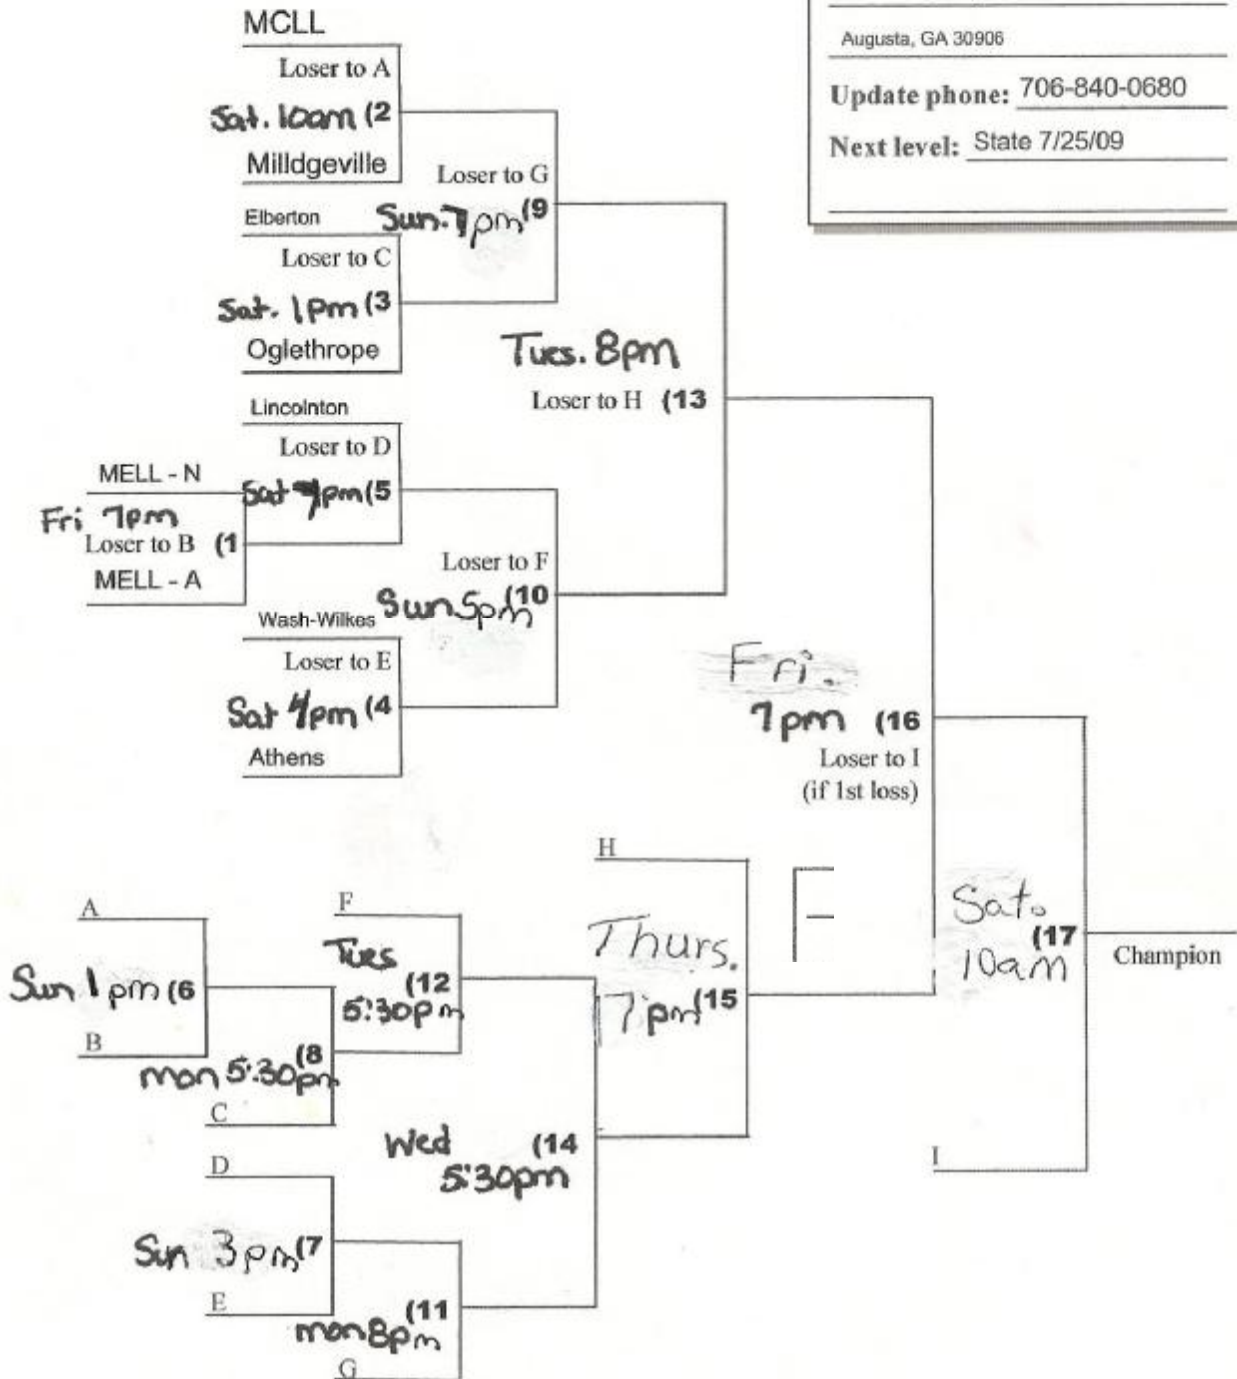 MCLL
Loser to A
Sat. 10am (2
Milldgeville
Augusta, GA 30906
Update phone: 706-840-0680
Next level: State 7/25/09
Loser to G
Sun. 7pm (9
Elberton
Loser to C
Sat. 1pm (3
Oglethrope
Tues. 8pm
Loser to H (13
Lincolnton
Loser to D
Sat 7pm (5
MELL - N
Fri 7pm
Loser to B (1
MELL - A
Loser to F
Sun 5pm (10
Wash-Wilkes
Loser to E
Sat 4pm (4
Athens
Fri.
7pm (16
Loser to I
(if 1st loss)
H
A
F
Tues
(12
5:30pm
Thurs.
7pm (15
F
Sat.
(17
10am
Champion
Sun 1pm (6
B
(8
mon 5:30pm
C
Wed (14
5:30pm
I
D
Sun 3pm (7
E
(11
mon 8pm
G